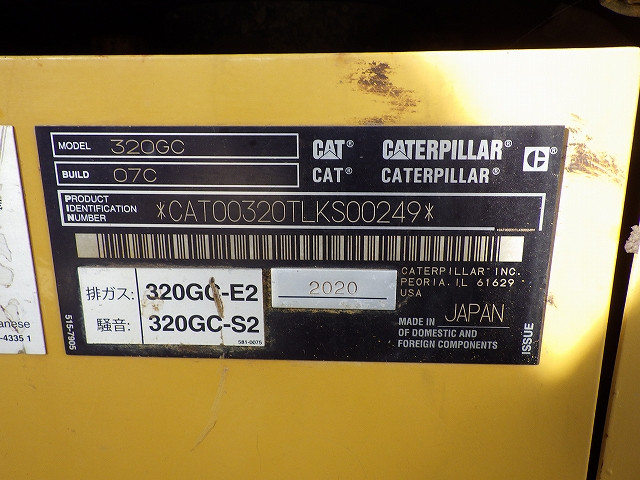 MODEL 320GC
BUILD 07C
CAT® CATERPILLAR®
CAT® CATERPILLAR®
C
PRODUCT
IDENTIFICATION
NUMBER
*CAT00320TLKS00249*
*CAT00320TLKS00249*
排ガス: 320GC-E2
騒音: 320GC-S2
581-0075
2020
CATERPILLAR INC.
PEORIA, IL 61629
USA
MADE IN JAPAN
OF DOMESTIC AND
FOREIGN COMPONENTS
ISSUE
515-7905
anese
-4335 1